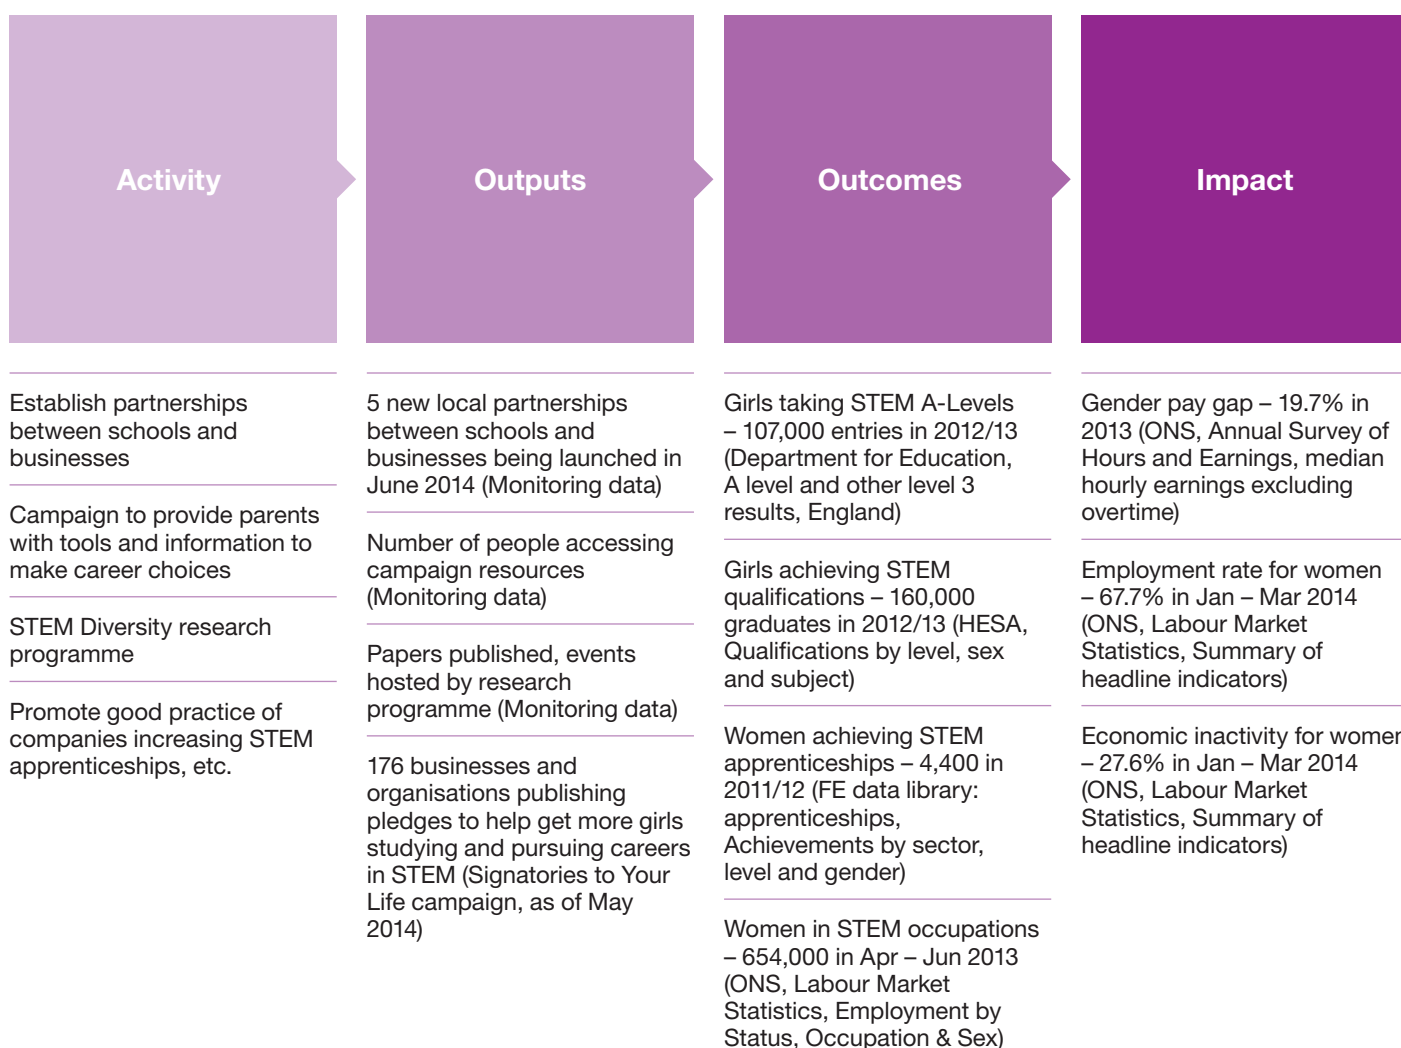 Activity
Outputs
Outcomes
Impact
Establish partnerships
between schools and
businesses
Campaign to provide parents
with tools and information to
make career choices
STEM Diversity research
programme
Promote good practice of
companies increasing STEM
apprenticeships, etc.
5 new local partnerships
between schools and
businesses being launched in
June 2014 (Monitoring data)
Number of people accessing
campaign resources
(Monitoring data)
Papers published, events
hosted by research
programme (Monitoring data)
176 businesses and
organisations publishing
pledges to help get more girls
studying and pursuing careers
in STEM (Signatories to Your
Life campaign, as of May
2014)
Girls taking STEM A-Levels
– 107,000 entries in 2012/13
(Department for Education,
A level and other level 3
results, England)
Girls achieving STEM
qualifications – 160,000
graduates in 2012/13 (HESA,
Qualifications by level, sex
and subject)
Women achieving STEM
apprenticeships – 4,400 in
2011/12 (FE data library:
apprenticeships,
Achievements by sector,
level and gender)
Women in STEM occupations
– 654,000 in Apr – Jun 2013
(ONS, Labour Market
Statistics, Employment by
Status, Occupation & Sex)
Gender pay gap – 19.7% in
2013 (ONS, Annual Survey of
Hours and Earnings, median
hourly earnings excluding
overtime)
Employment rate for women
– 67.7% in Jan – Mar 2014
(ONS, Labour Market
Statistics, Summary of
headline indicators)
Economic inactivity for women
– 27.6% in Jan – Mar 2014
(ONS, Labour Market
Statistics, Summary of
headline indicators)